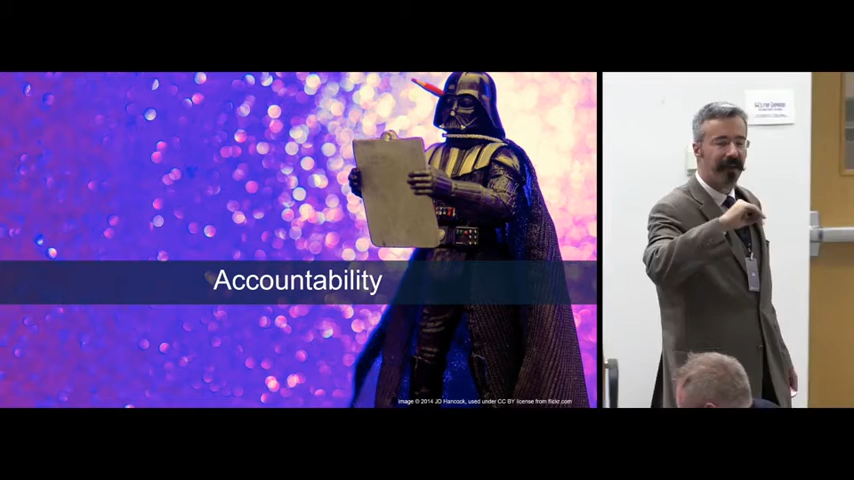 Accountability
image © 2014 JD Hancock, used under CC BY license from flickr.com